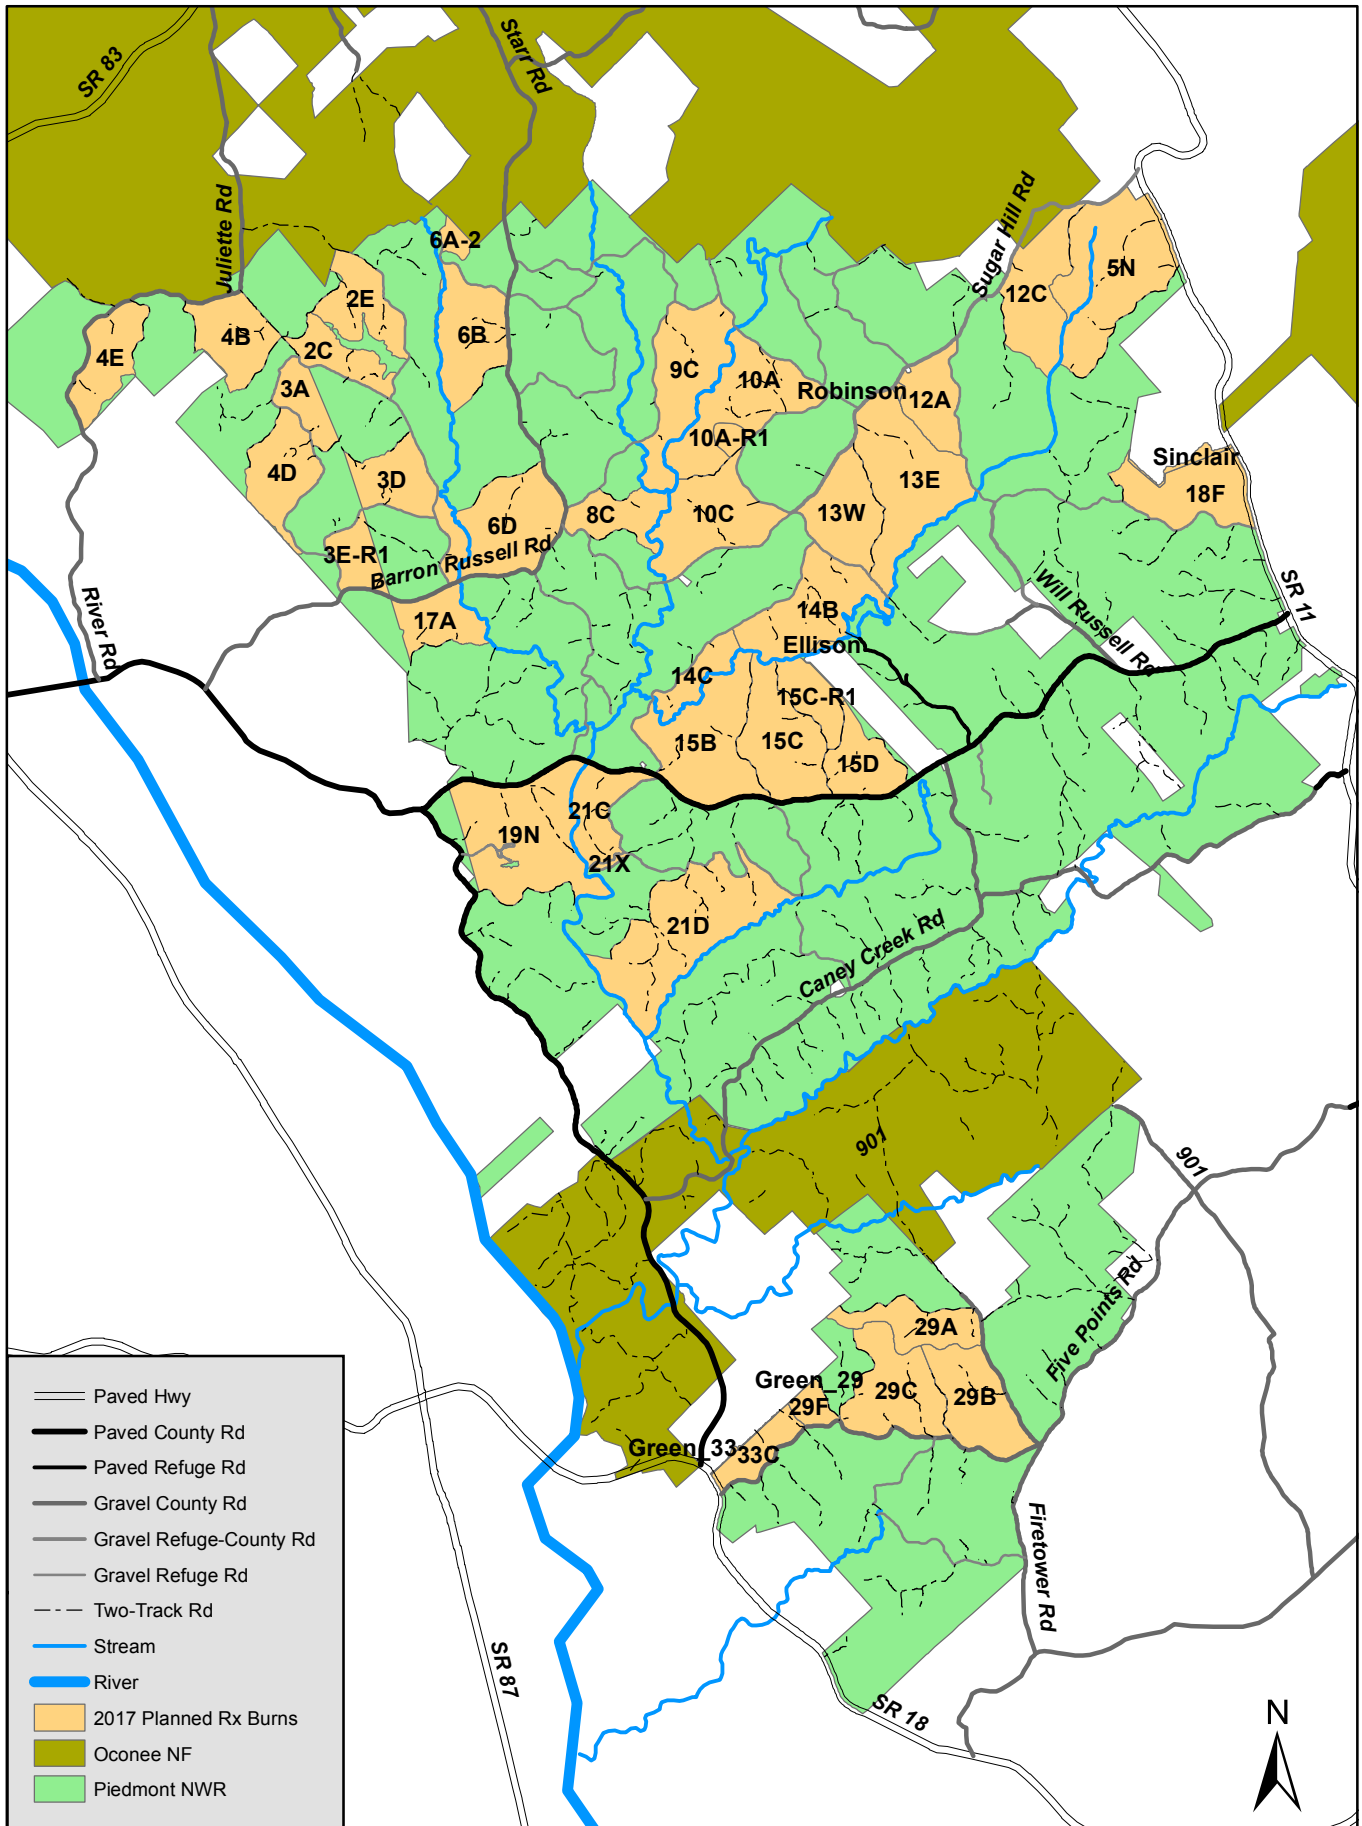 SR 83
Starr Rd
Juliette Rd
Sugar Hill Rd
6A-2
5N
12C
2E
6B
4B
4E
2C
9C
10A
3A
Robinson
12A
10A-R1
Sinclair
4D
3D
13E
18F
6D
8C
10C
13W
3E-R1
Barron Russell Rd
SR 11
River Rd
Will Russell Rd
17A
14B
Ellison
14C
15C-R1
15B
15C
15D
21C
19N
21X
21D
Caney Creek Rd
901
901
Five Points Rd
29A
Green_29
29C
29B
29F
Green_33
33C
Firetower Rd
SR 87
SR 18
Paved Hwy
Paved County Rd
Paved Refuge Rd
Gravel County Rd
Gravel Refuge-County Rd
Gravel Refuge Rd
Two-Track Rd
Stream
River
2017 Planned Rx Burns
Oconee NF
Piedmont NWR
N